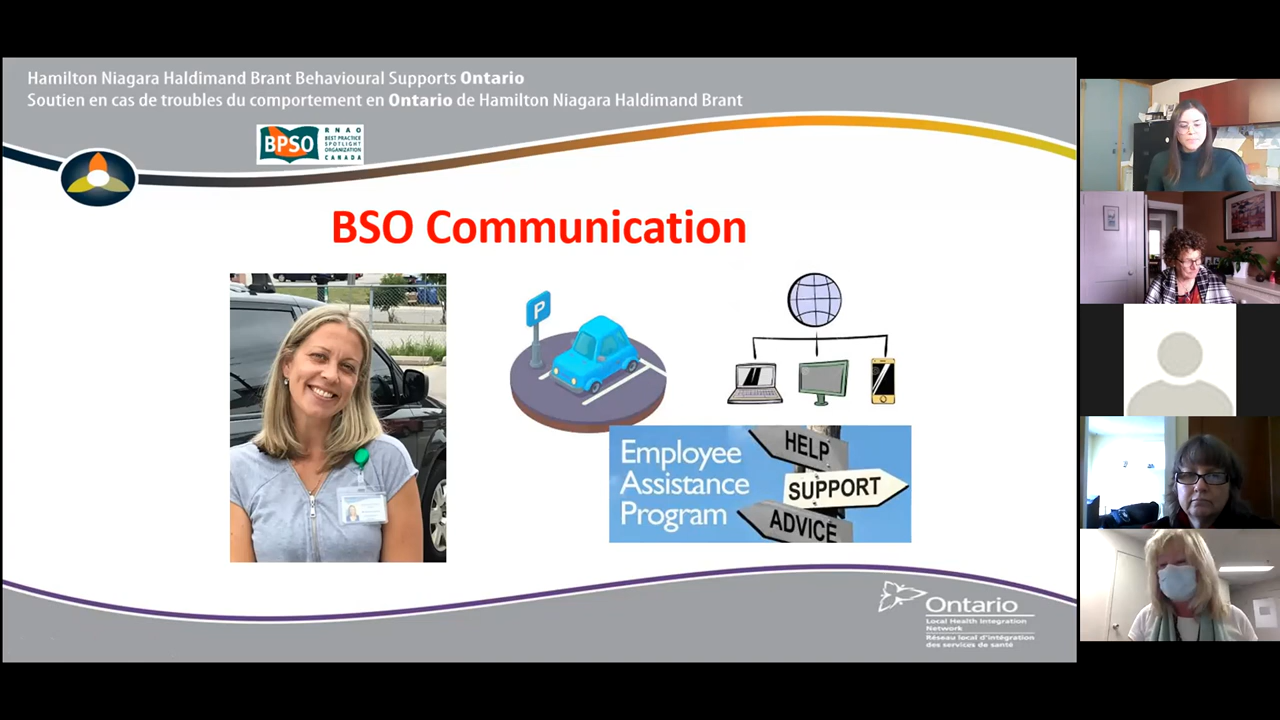 Hamilton Niagara Haldimand Brant Behavioural Supports Ontario
Soutien en cas de troubles du comportement en Ontario de Hamilton Niagara Haldimand Brant
BPSO
RNAO
BEST PRACTICE
SPOTLIGHT
ORGANIZATION
CANADA
BSO Communication
P
Employee
Assistance
Program
HELP
SUPPORT
ADVICE
Ontario
Local Health Integration
Network
Réseau local d'intégration
des services de santé